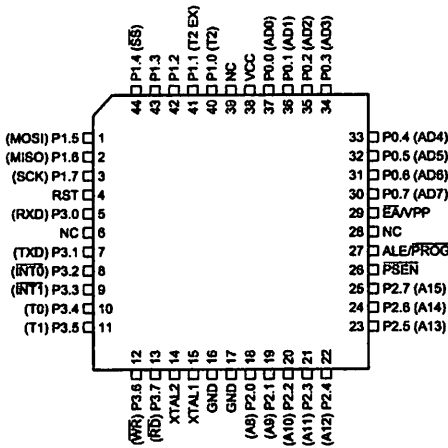 P1.4 (SS)
P1.3
P1.2
P1.1 (T2 EX)
P1.0 (T2)
NC
VCC
P0.0 (AD0)
P0.1 (AD1)
P0.2 (AD2)
P0.3 (AD3)
44
43
42
41
40
39
38
37
36
35
34
(MOSI) P1.5 1
(MISO) P1.6 2
(SCK) P1.7 3
RST 4
(RXD) P3.0 5
NC 6
(TXD) P3.1 7
(INT0) P3.2 8
(INT1) P3.3 9
(T0) P3.4 10
(T1) P3.5 11
33 P0.4 (AD4)
32 P0.5 (AD5)
31 P0.6 (AD6)
30 P0.7 (AD7)
29 EA/VPP
28 NC
27 ALE/PROG
26 PSEN
25 P2.7 (A15)
24 P2.6 (A14)
23 P2.5 (A13)
12
13
14
15
16
17
18
19
20
21
22
(WR) P3.6
(RD) P3.7
XTAL2
XTAL1
GND
GND
(A8) P2.0
(A9) P2.1
(A10) P2.2
(A11) P2.3
(A12) P2.4